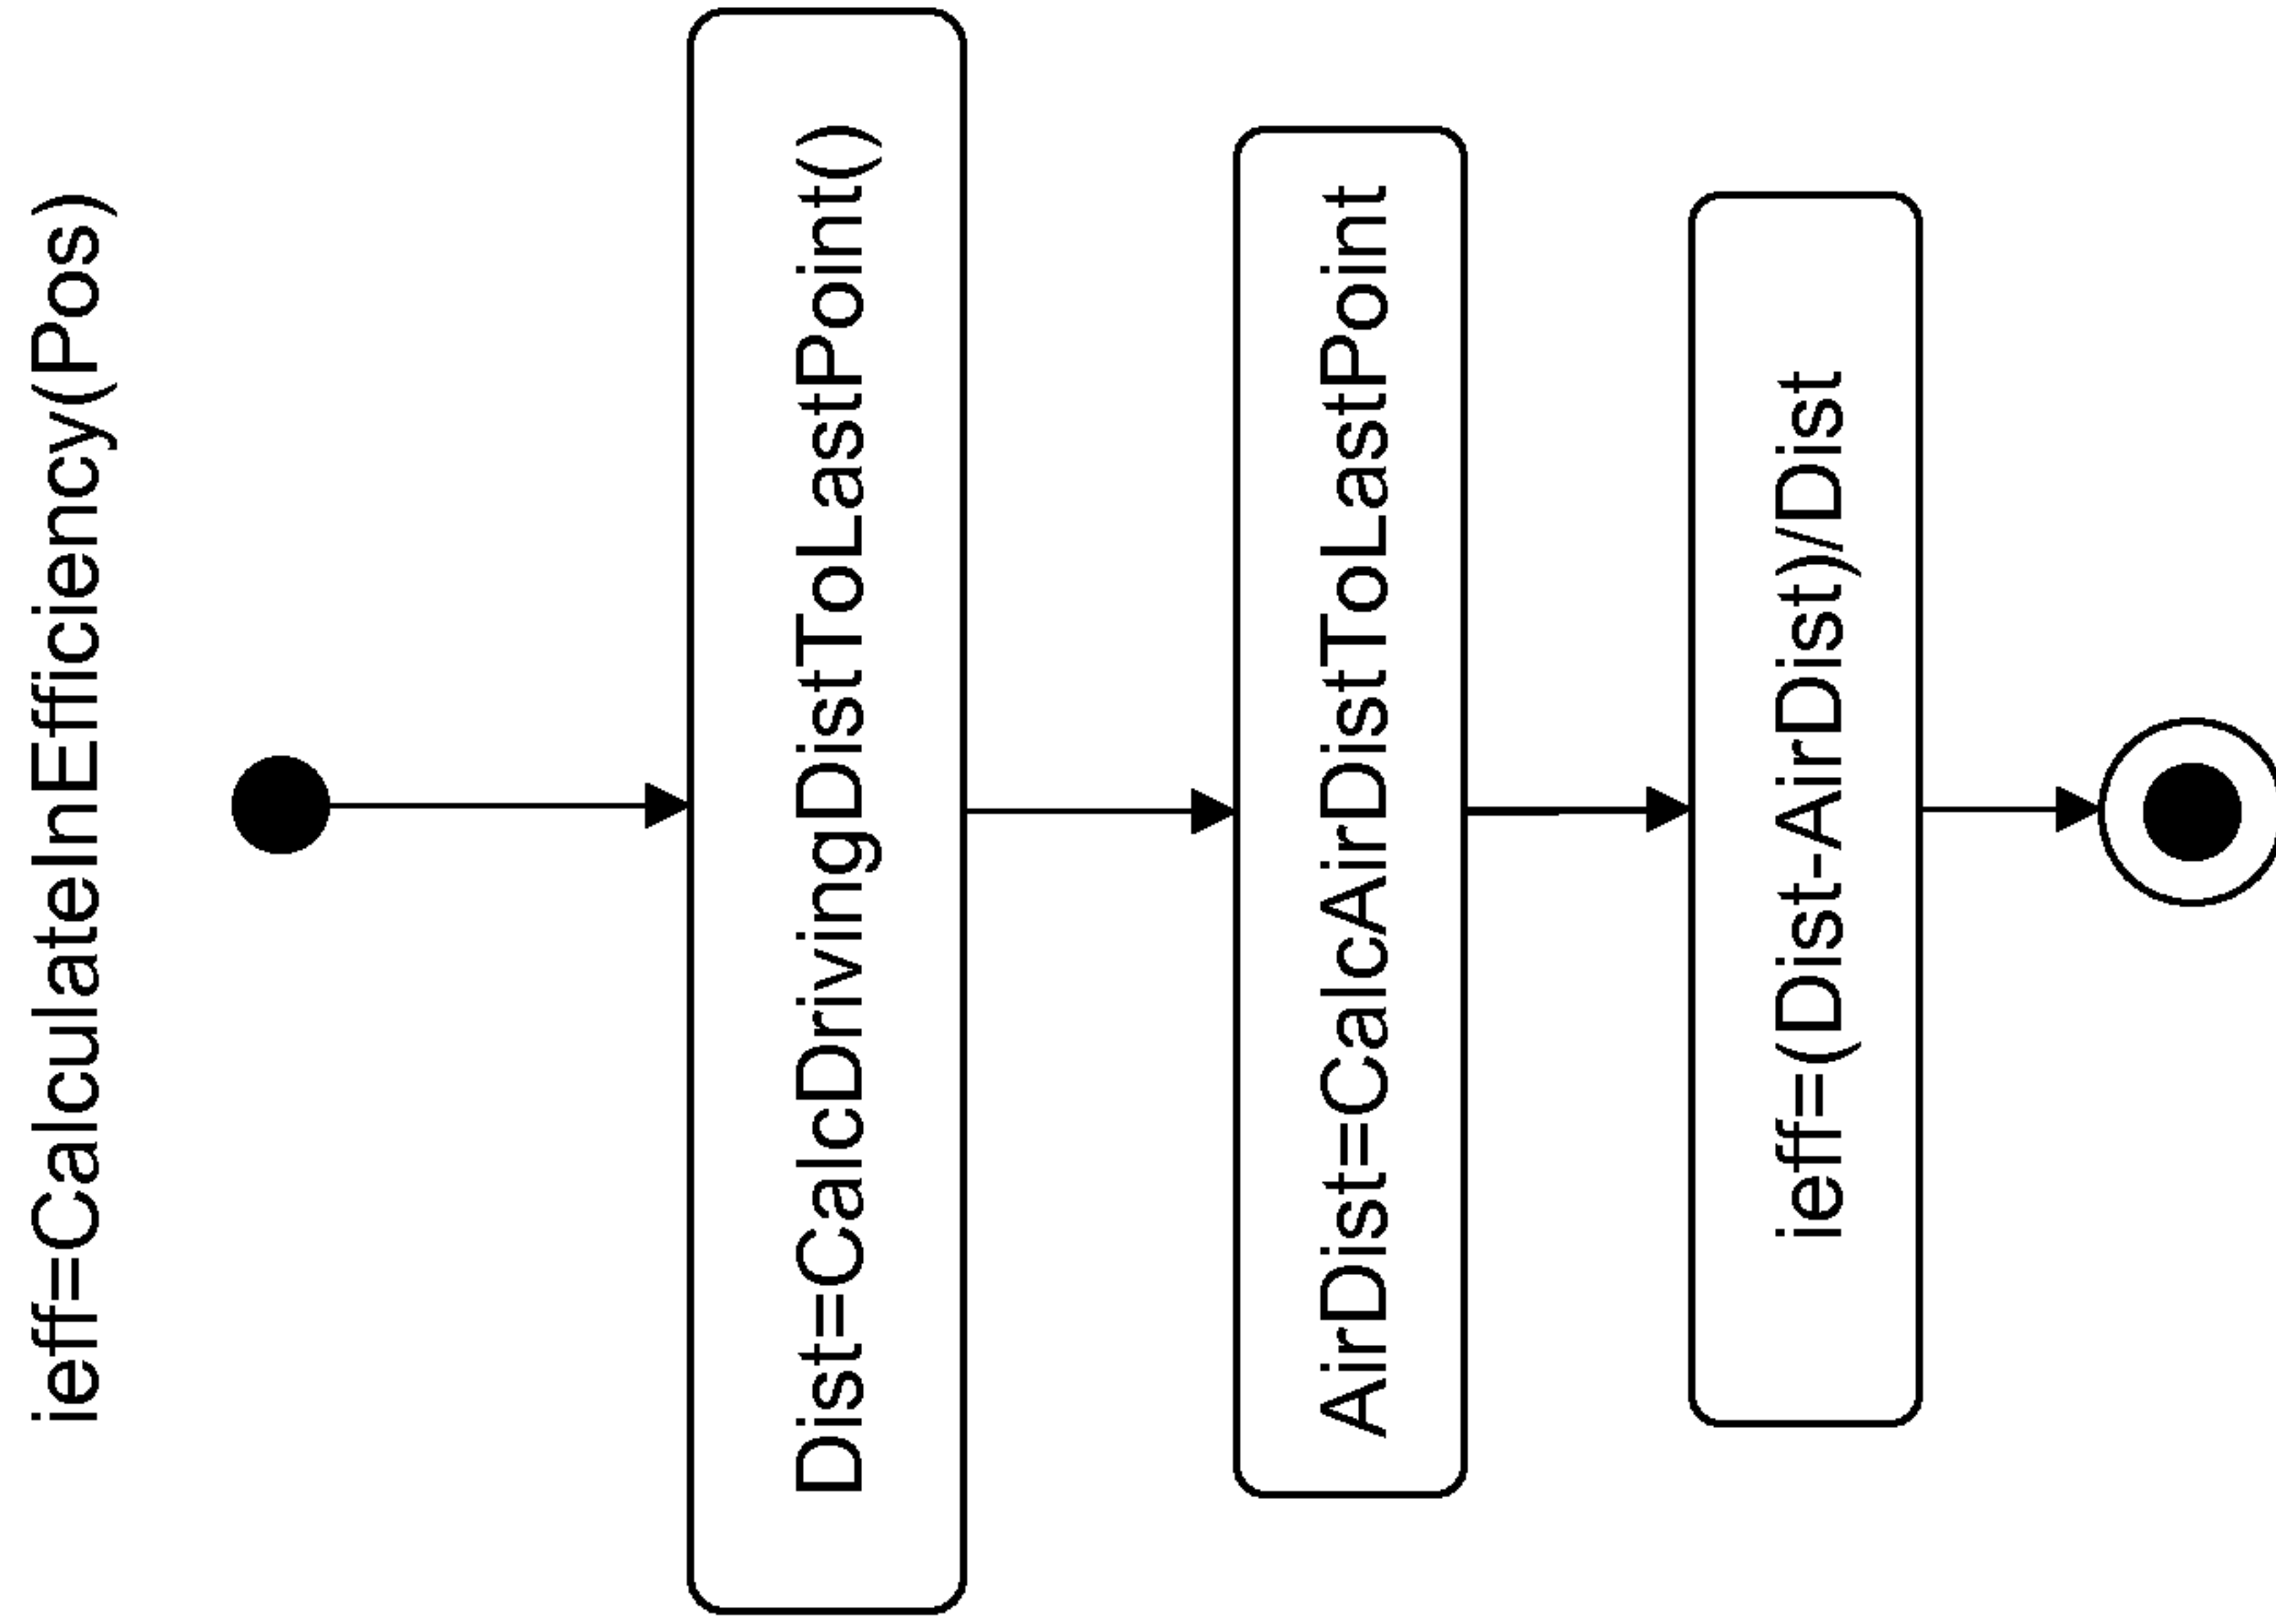 ieff=CalculateInEfficiency(Pos)
Dist=CalcDrivingDistToLastPoint()
AirDist=CalcAirDistToLastPoint
ieff=(Dist-AirDist)/Dist